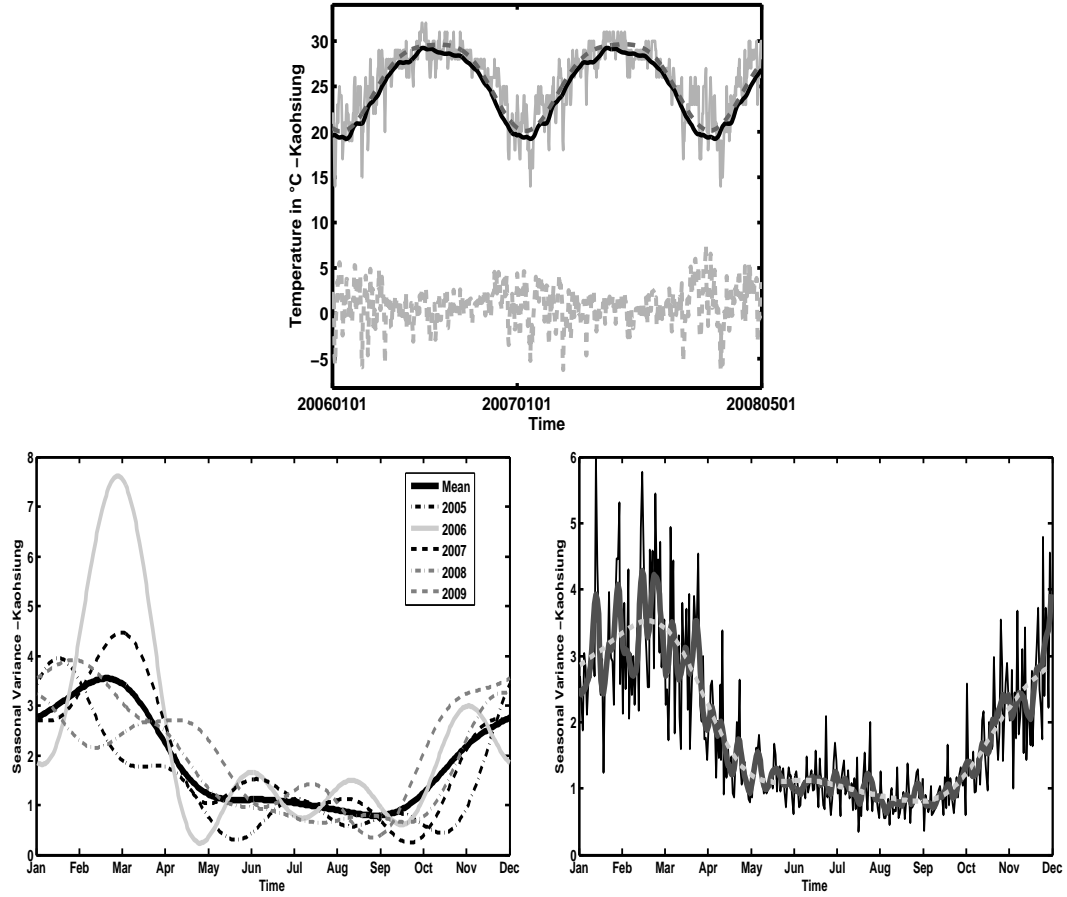 Temperature in °C −Kaohsiung
30
25
20
15
10
5
0
−5
20060101 20070101 20080501
Time
Seasonal Variance −Kaohsiung
8
7
6
5
4
3
2
1
0
Mean
2005
2006
2007
2008
2009
Jan Feb Mar Apr May Jun Jul Aug Sep Oct Nov Dec
Time
Seasonal Variance −Kaohsiung
6
5
4
3
2
1
0
Jan Feb Mar Apr May Jun Jul Aug Sep Oct Nov Dec
Time